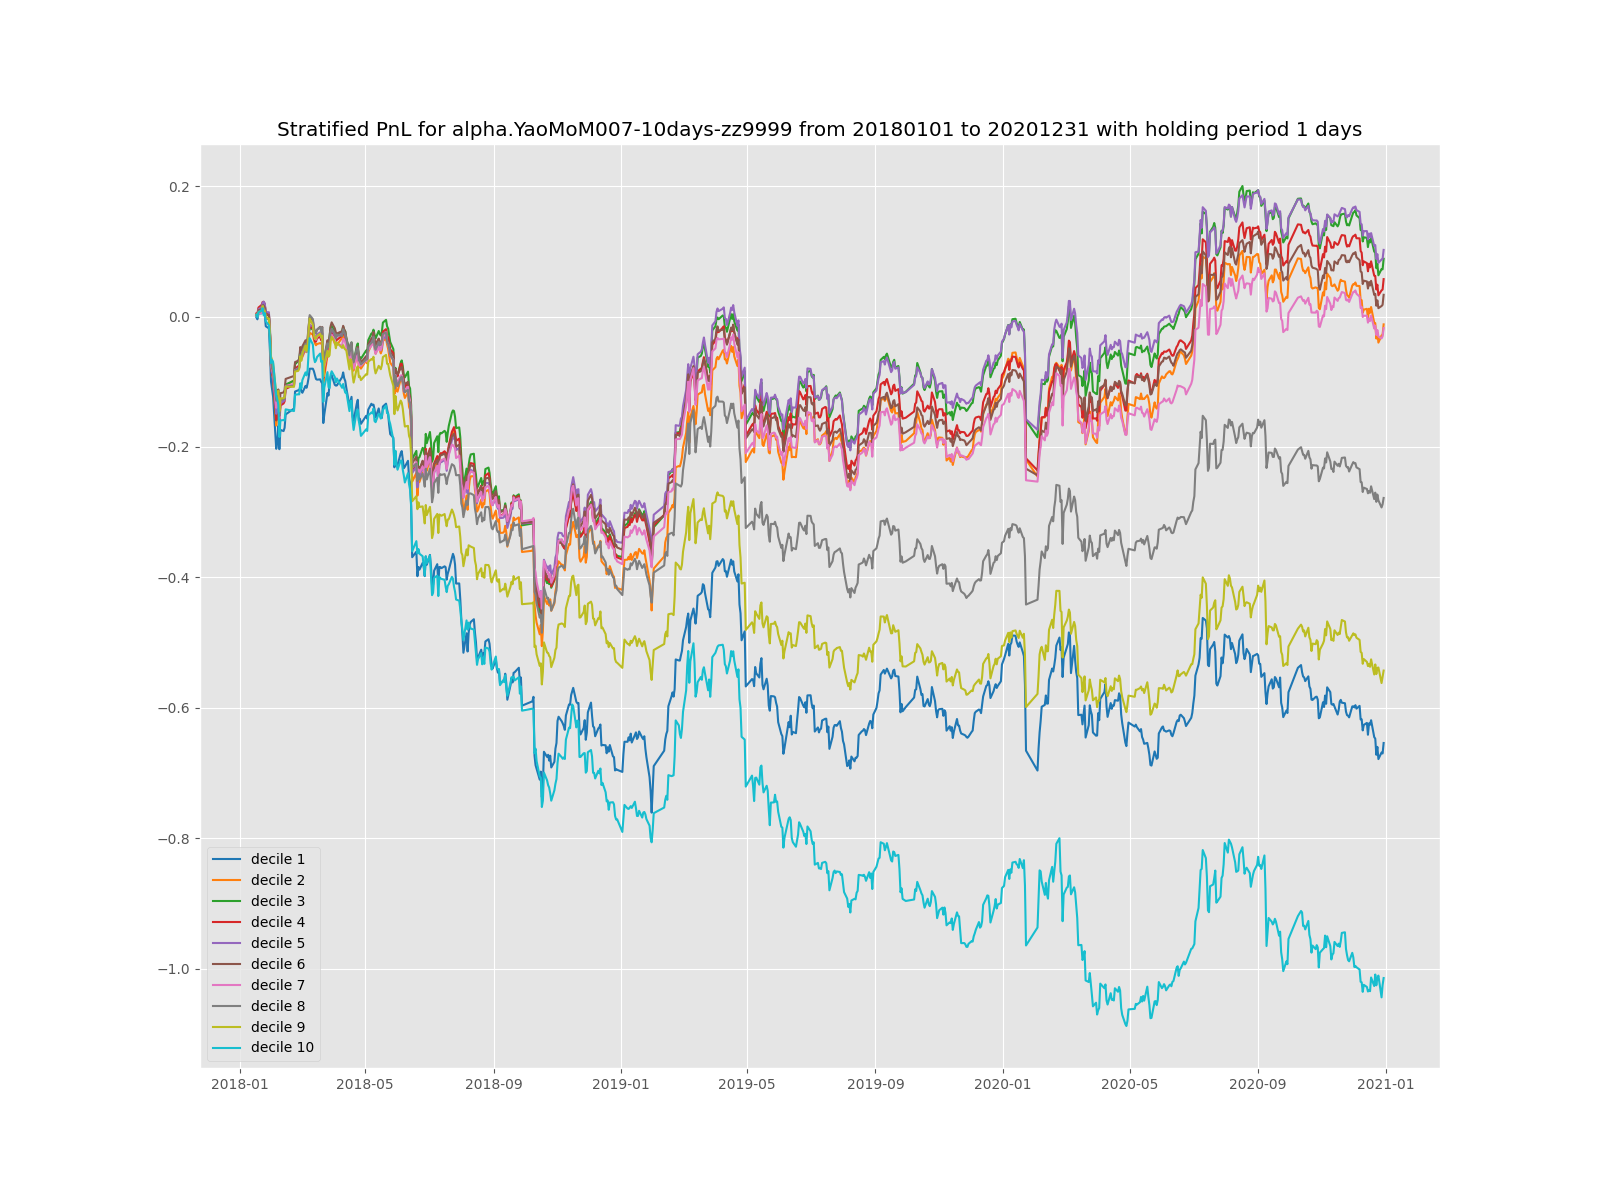 Stratified PnL for alpha.YaoMoM007-10days-zz9999 from 20180101 to 20201231 with holding period 1 days
0.2
0.0
−0.2
−0.4
−0.6
−0.8
−1.0
decile 1
decile 2
decile 3
decile 4
decile 5
decile 6
decile 7
decile 8
decile 9
decile 10
2018-01 2018-05 2018-09 2019-01 2019-05 2019-09 2020-01 2020-05 2020-09 2021-01